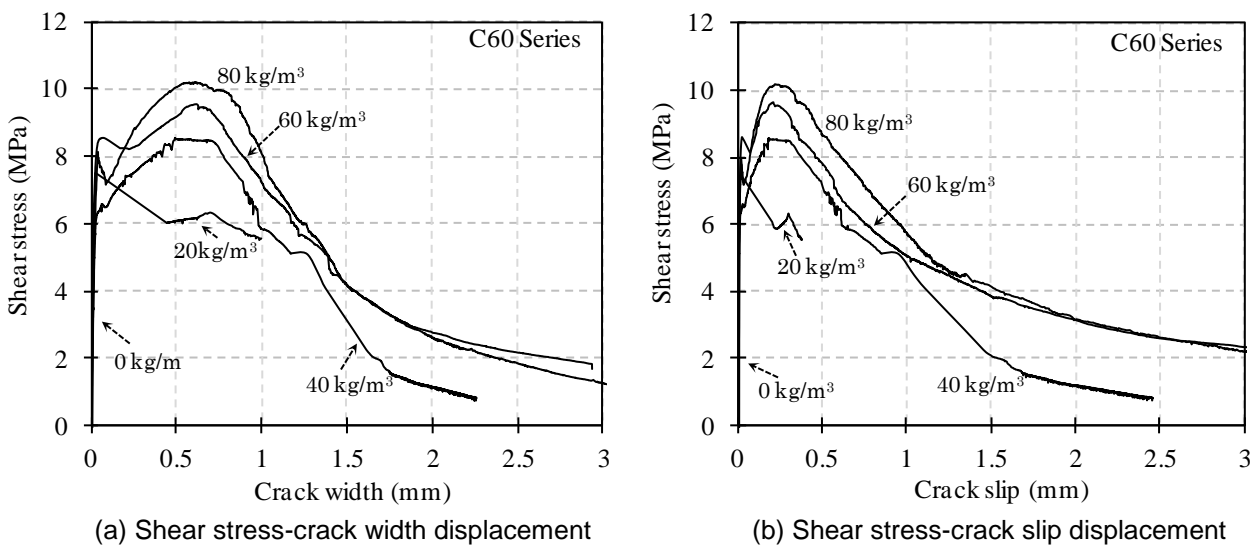 C60 Series
Shear stress (MPa)
12
10
8
6
4
2
0
80 kg/m³
60 kg/m³
20kg/m³
0 kg/m
40 kg/m³
0 0.5 1 1.5 2 2.5 3
Crack width (mm)
(a) Shear stress-crack width displacement
C60 Series
Shear stress (MPa)
12
10
8
6
4
2
0
80 kg/m³
60 kg/m³
20 kg/m³
0 kg/m³
40 kg/m³
0 0.5 1 1.5 2 2.5 3
Crack slip (mm)
(b) Shear stress-crack slip displacement